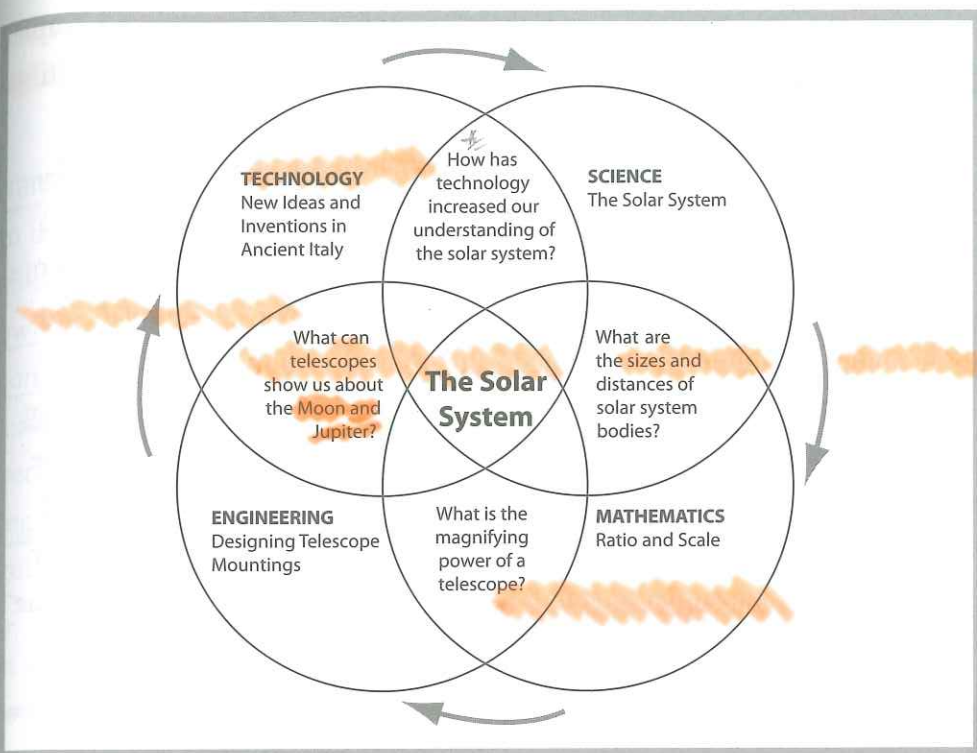 TECHNOLOGY
New Ideas and
Inventions in
Ancient Italy
How has
technology
increased our
understanding of
the solar system?
SCIENCE
The Solar System
What can
telescopes
show us about
the Moon and
Jupiter?
The Solar
System
What are
the sizes and
distances of
solar system
bodies?
ENGINEERING
Designing Telescope
Mountings
What is the
magnifying
power of a
telescope?
MATHEMATICS
Ratio and Scale